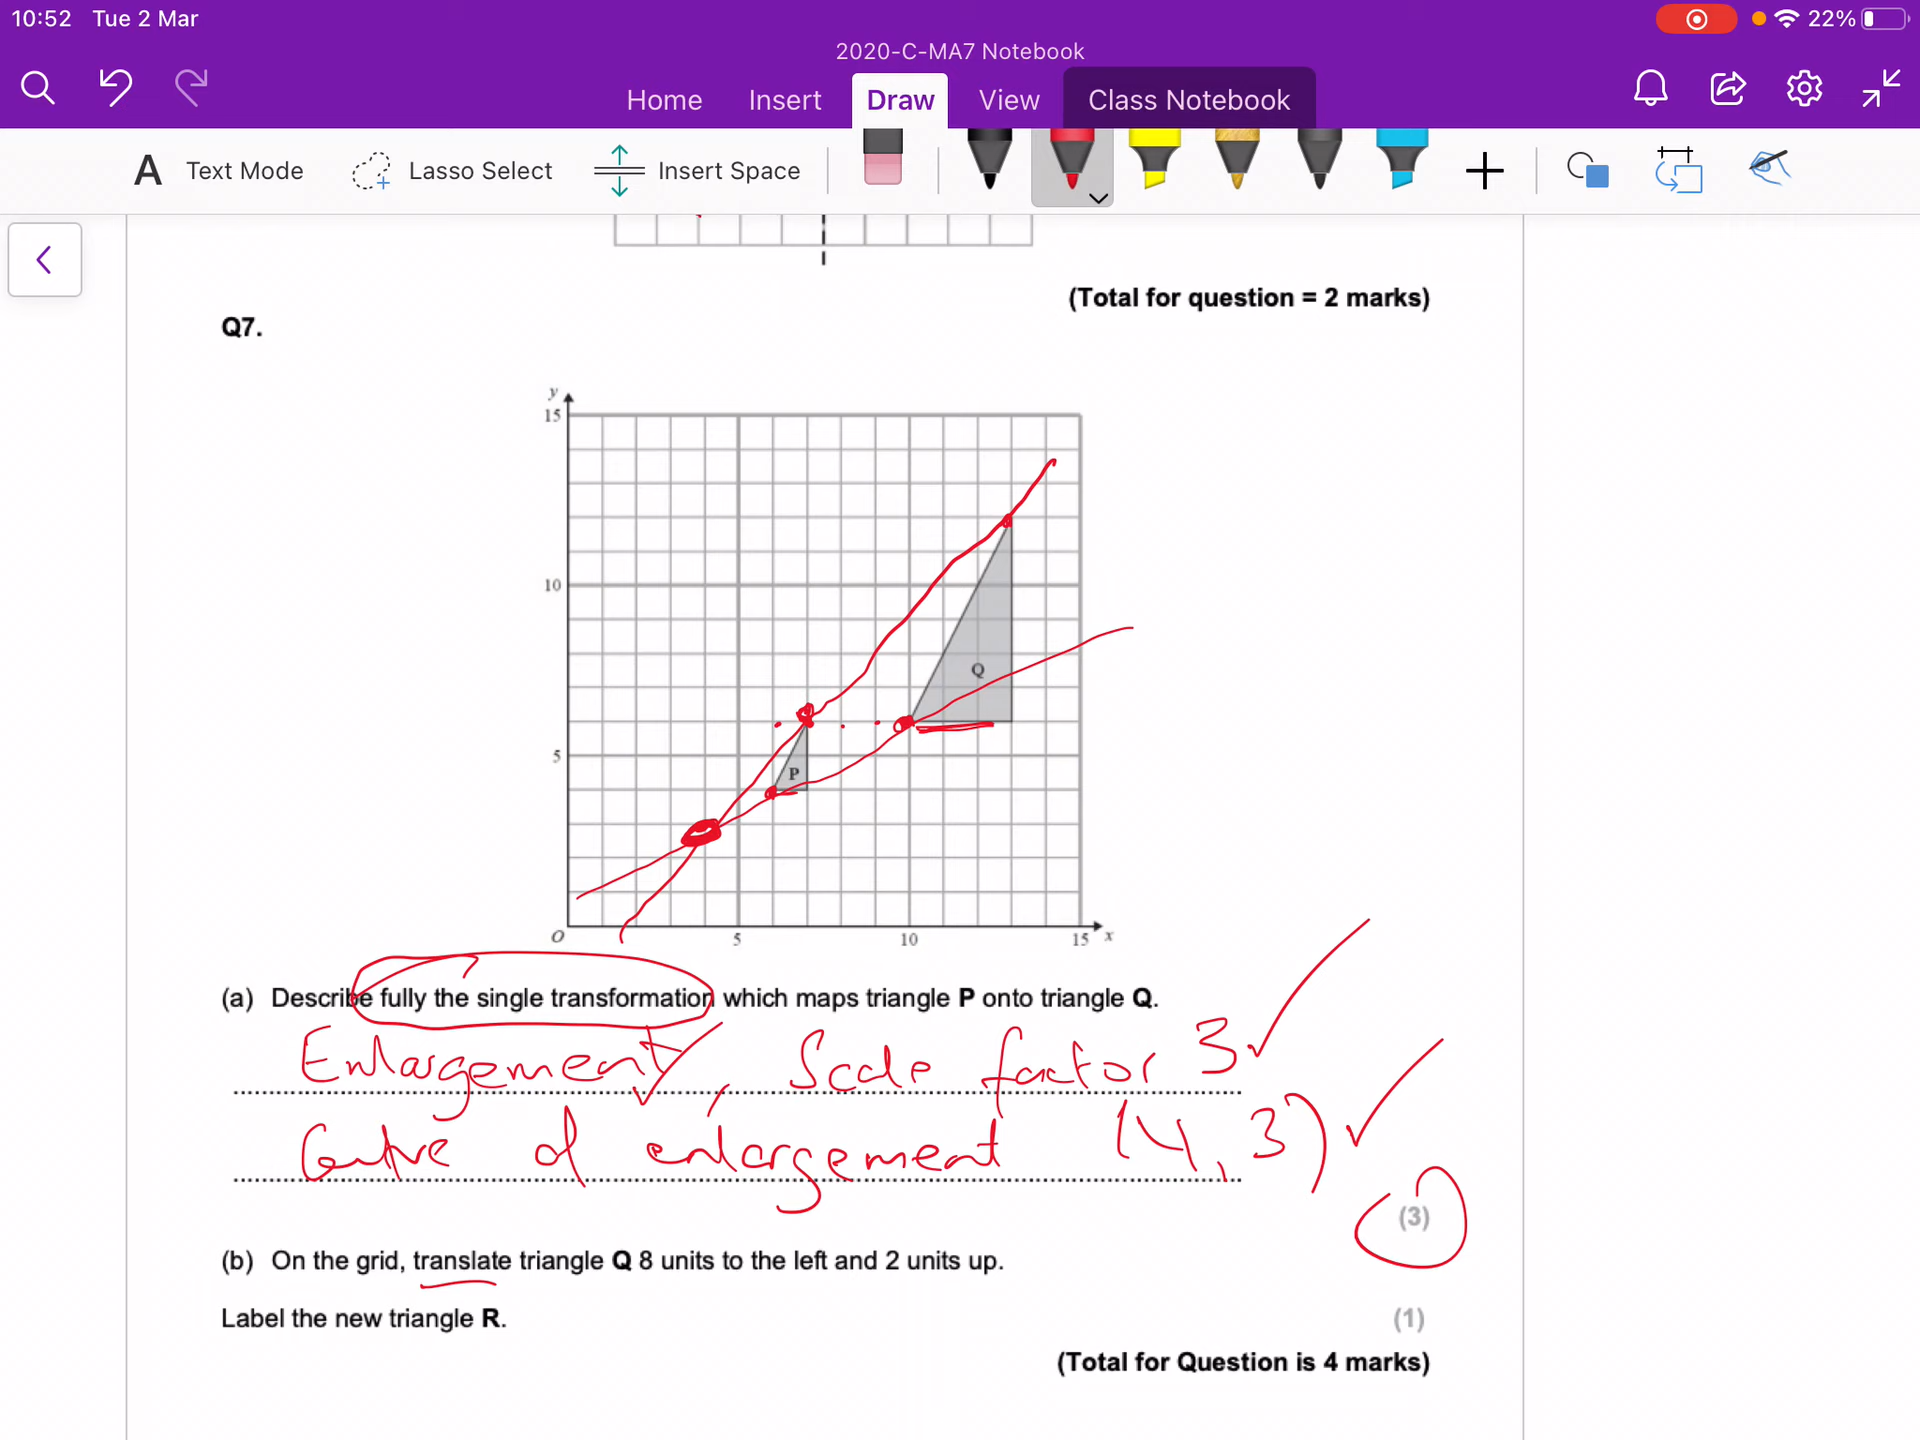 10:52 Tue 2 Mar
22%
2020-C-MA7 Notebook
Home Insert Draw View Class Notebook
A Text Mode Lasso Select Insert Space
(Total for question = 2 marks)
Q7.
y
15
10
Q
5
P
O 5 10 15 x
(a) Describe fully the single transformation which maps triangle P onto triangle Q.
Enlargement, Scale factor 3
Centre of enlargement (4,3)
(3)
(b) On the grid, translate triangle Q 8 units to the left and 2 units up.
Label the new triangle R.
(1)
(Total for Question is 4 marks)